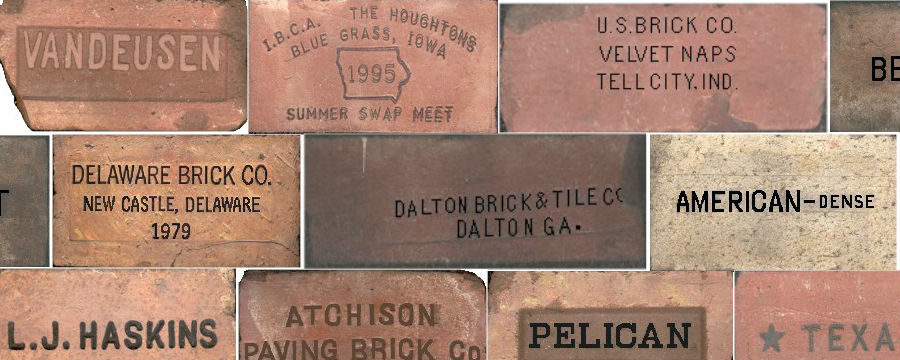 VANDEUSEN
I.B.C.A. THE HOUGHTONS
BLUE GRASS, IOWA
1995
SUMMER SWAP MEET
U.S. BRICK CO.
VELVET NAPS
TELL CITY, IND.
BE
T
DELAWARE BRICK CO.
NEW CASTLE, DELAWARE
1979
DALTON BRICK & TILE CO
DALTON GA.
AMERICAN-DENSE
L.J. HASKINS
ATCHISON
PAVING BRICK CO
PELICAN
★ TEXA